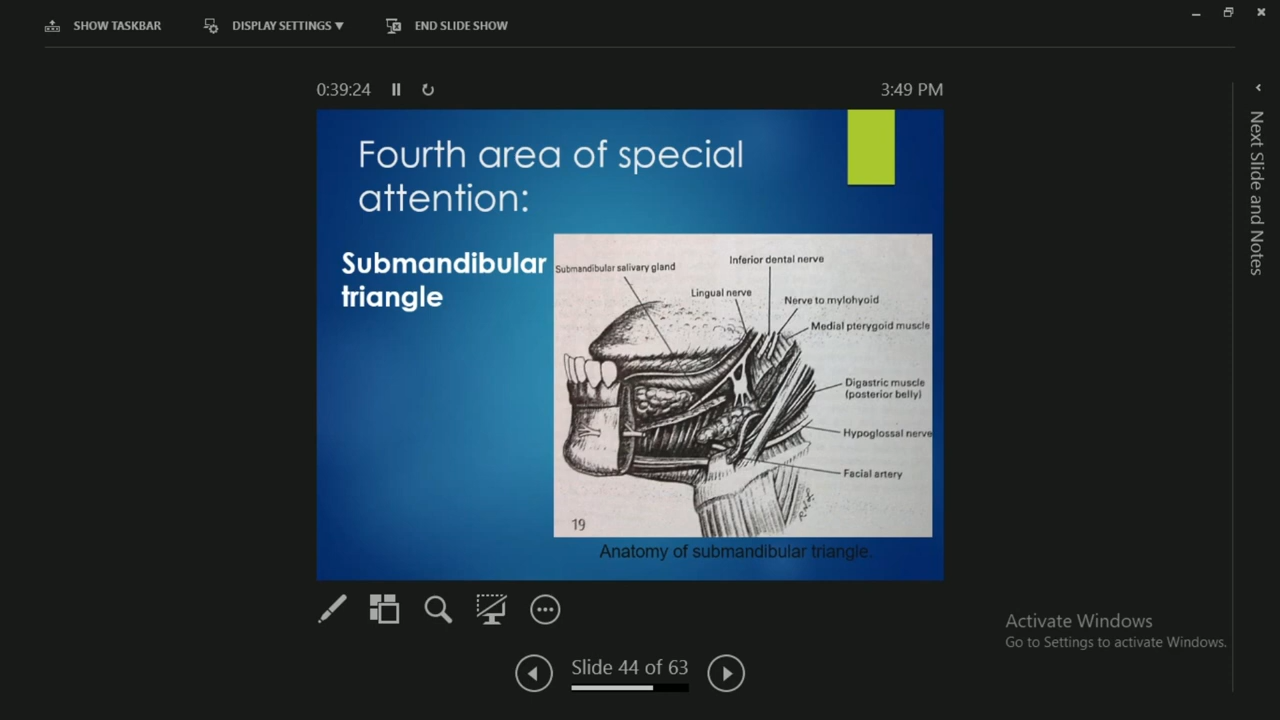 SHOW TASKBAR
DISPLAY SETTINGS ▼
END SLIDE SHOW
0:39:24
3:49 PM
Next Slide and Notes
Fourth area of special
attention:
Submandibular
triangle
Submandibular salivary gland
Inferior dental nerve
Lingual nerve
Nerve to mylohyoid
Medial pterygoid muscle
Digastric muscle
(posterior belly)
Hypoglossal nerve
Facial artery
19
Anatomy of submandibular triangle.
Activate Windows
Go to Settings to activate Windows.
Slide 44 of 63